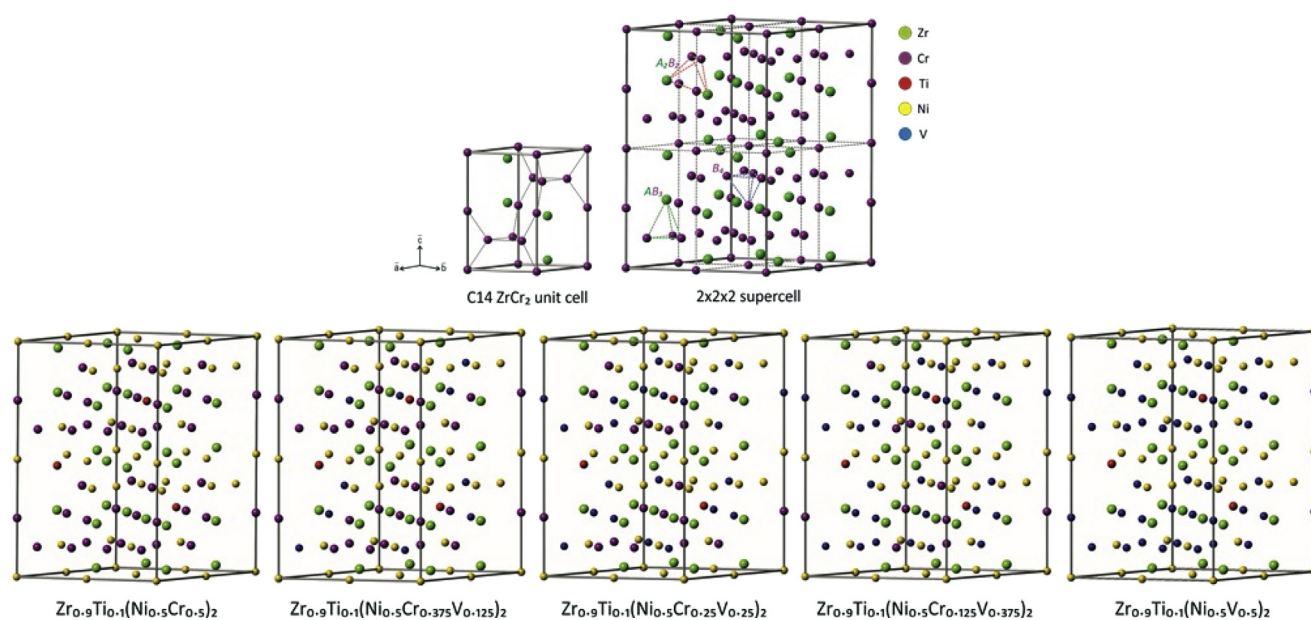 Zr
Cr
Ti
Ni
V
A₂B₂
B₄
AB₃
c̄
ā
b̄
C14 ZrCr₂ unit cell
2x2x2 supercell
Zr₀.₉Ti₀.₁(Ni₀.₅Cr₀.₅)₂
Zr₀.₉Ti₀.₁(Ni₀.₅Cr₀.₃₇₅V₀.₁₂₅)₂
Zr₀.₉Ti₀.₁(Ni₀.₅Cr₀.₂₅V₀.₂₅)₂
Zr₀.₉Ti₀.₁(Ni₀.₅Cr₀.₁₂₅V₀.₃₇₅)₂
Zr₀.₉Ti₀.₁(Ni₀.₅V₀.₅)₂